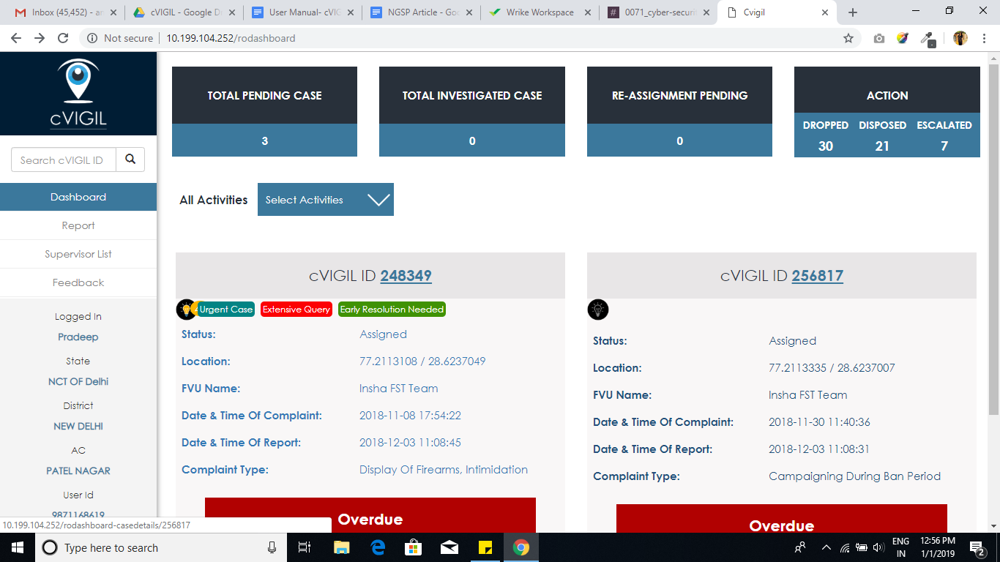 Inbox (45,452) - an
cVIGIL - Google D
User Manual- cVIG
NGSP Article - Goo
Wrike Workspace
0071_cyber-securi
Cvigil
Not secure
10.199.104.252/rodashboard
cVIGIL
Search cVIGIL ID
Dashboard
Report
Supervisor List
Feedback
Logged In
Pradeep
State
NCT OF Delhi
District
NEW DELHI
AC
PATEL NAGAR
User Id
9871168619
10.199.104.252/rodashboard-casedetails/256817
TOTAL PENDING CASE
3
TOTAL INVESTIGATED CASE
0
RE-ASSIGNMENT PENDING
0
ACTION
DROPPED DISPOSED ESCALATED
30 21 7
All Activities
Select Activities
cVIGIL ID 248349
Urgent Case Extensive Query Early Resolution Needed
Status: Assigned
Location: 77.2113108 / 28.6237049
FVU Name: Insha FST Team
Date & Time Of Complaint: 2018-11-08 17:54:22
Date & Time Of Report: 2018-12-03 11:08:45
Complaint Type: Display Of Firearms, Intimidation
Overdue
cVIGIL ID 256817
Status: Assigned
Location: 77.2113335 / 28.6237007
FVU Name: Insha FST Team
Date & Time Of Complaint: 2018-11-30 11:40:36
Date & Time Of Report: 2018-12-03 11:08:31
Complaint Type: Campaigning During Ban Period
Overdue
Type here to search
ENG
IN
12:56 PM
1/1/2019
2